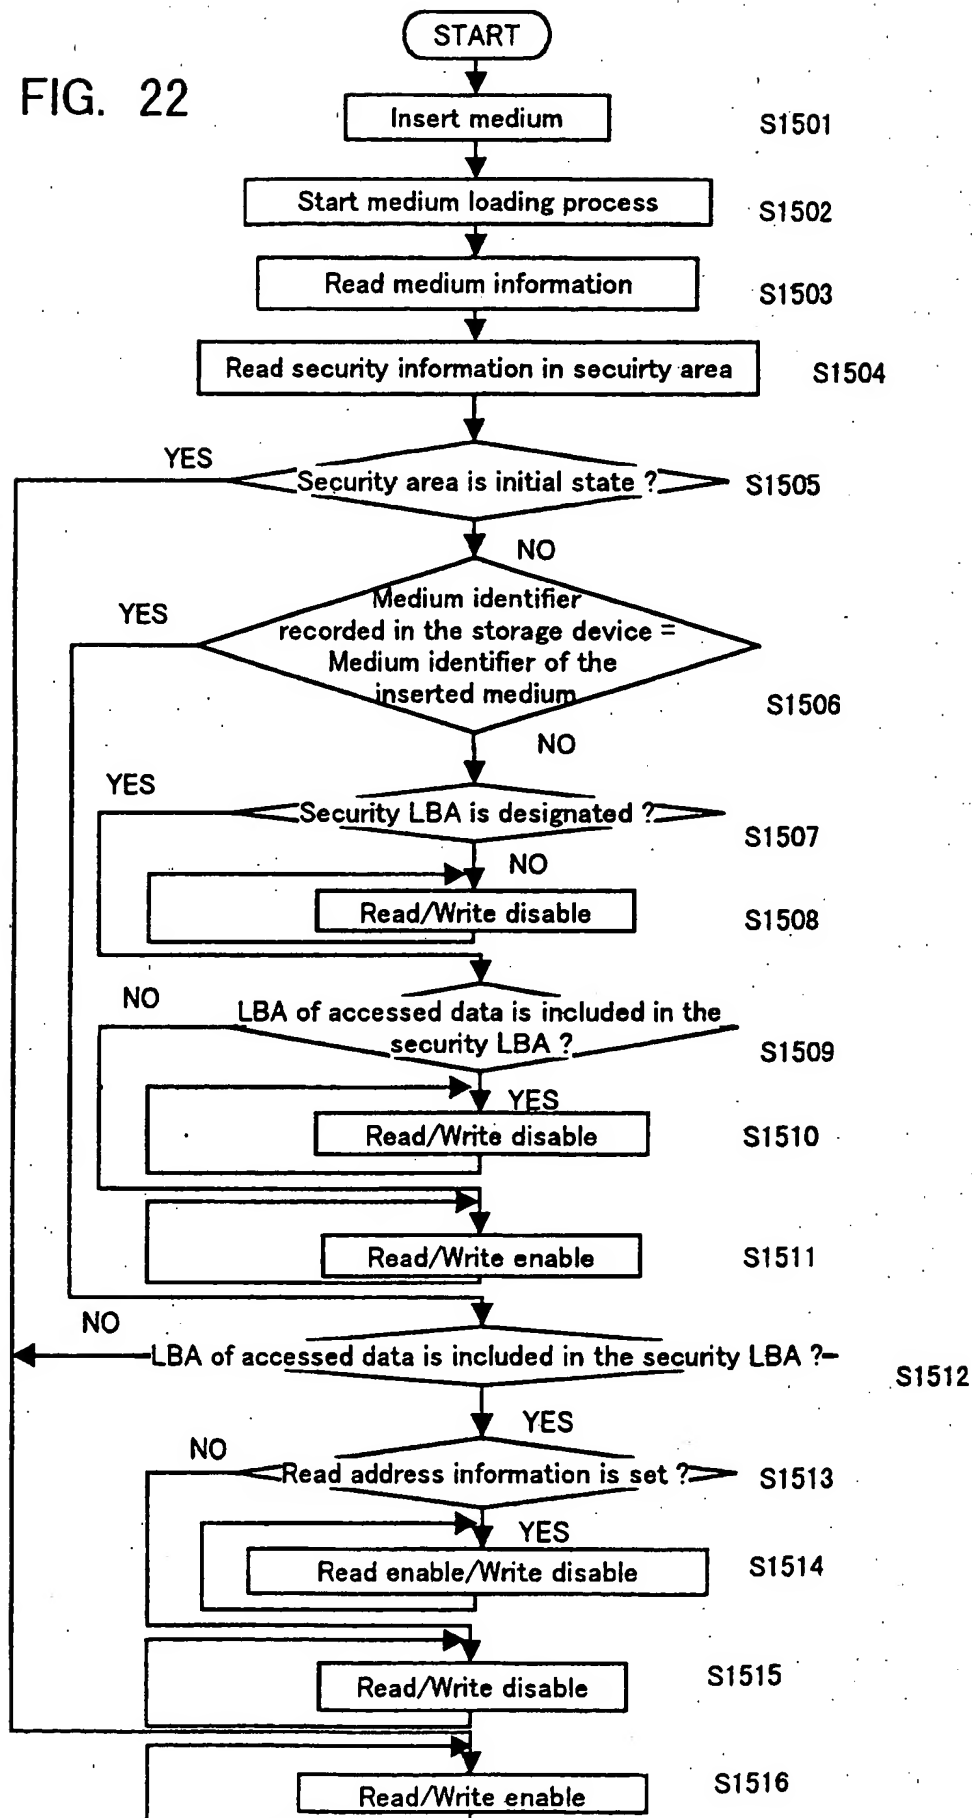 START
FIG. 22
Insert medium
S1501
Start medium loading process
S1502
Read medium information
S1503
Read security information in secuirty area
S1504
YES
Security area is initial state ?
S1505
NO
YES
Medium identifier
recorded in the storage device =
Medium identifier of the
inserted medium
S1506
NO
YES
Security LBA is designated ?
S1507
NO
Read/Write disable
S1508
NO
LBA of accessed data is included in the
security LBA ?
S1509
YES
Read/Write disable
S1510
Read/Write enable
S1511
NO
LBA of accessed data is included in the security LBA ?
S1512
YES
NO
Read address information is set ?
S1513
YES
Read enable/Write disable
S1514
Read/Write disable
S1515
Read/Write enable
S1516